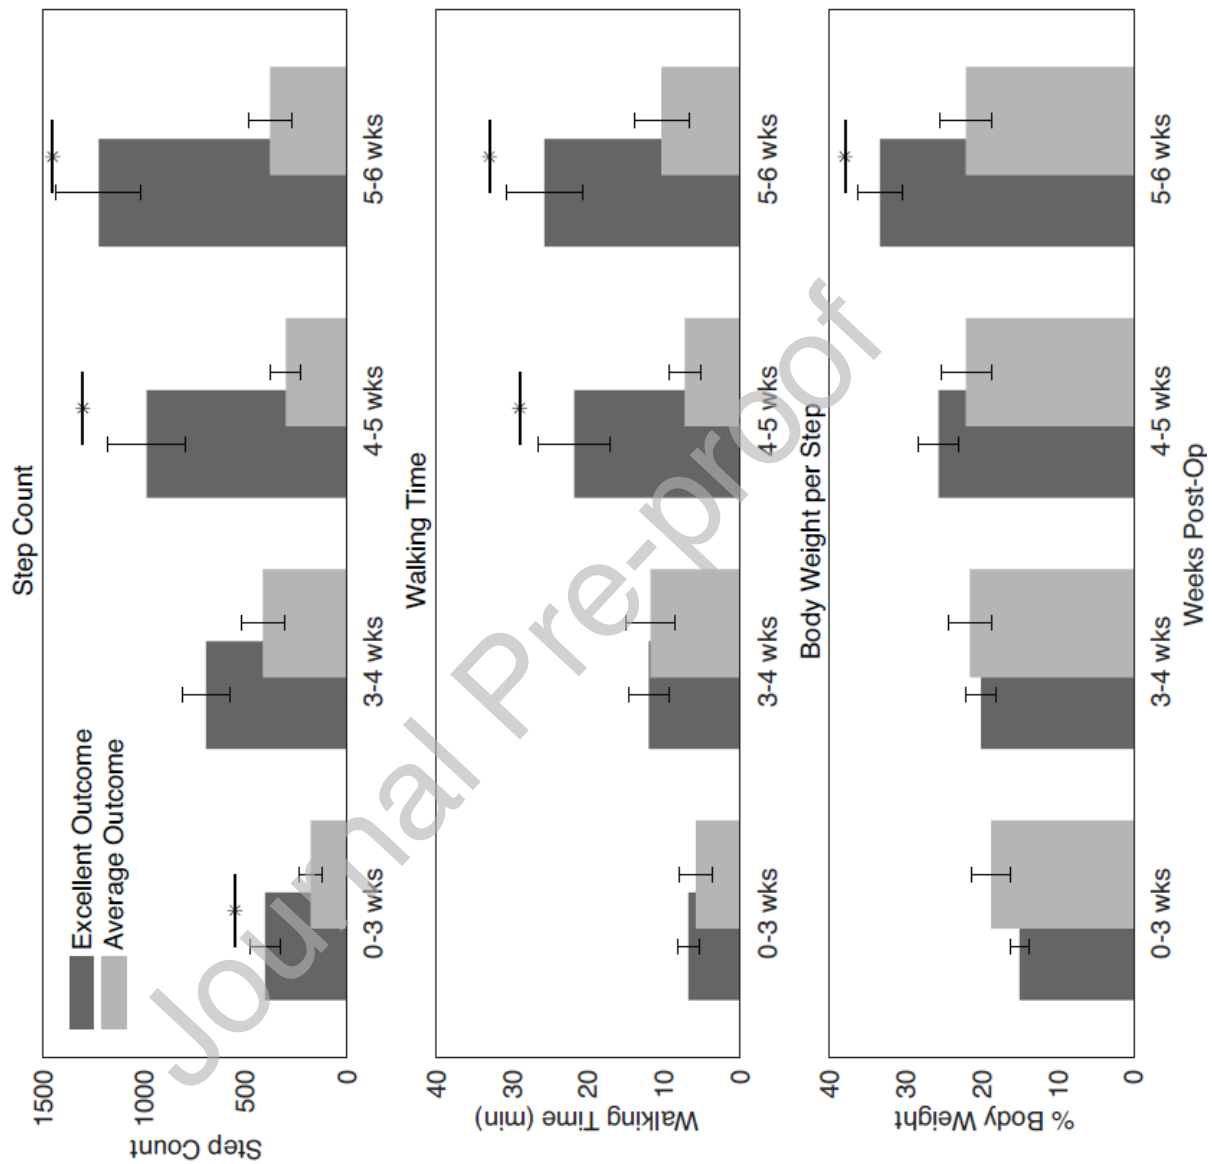 Step Count
Excellent Outcome
Average Outcome
Step Count
1500
1000
500
0
0-3 wks
3-4 wks
4-5 wks
5-6 wks
*
*
*
Walking Time
Walking Time (min)
40
30
20
10
0
0-3 wks
3-4 wks
4-5 wks
5-6 wks
*
*
Body Weight per Step
% Body Weight
40
30
20
10
0
0-3 wks
3-4 wks
4-5 wks
5-6 wks
*
Weeks Post-Op
Journal Pre-proof